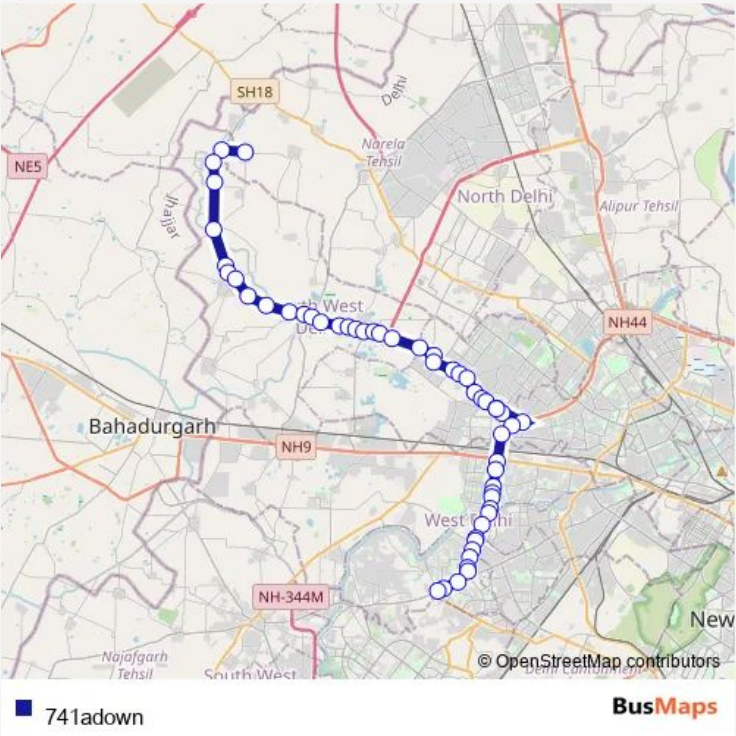 SH18
Delhi
Narela
Tehsil
NE5
North Delhi
Alipur Tehsil
Jhajjar
West
NH44
Bahadurgarh
NH9
West Delhi
NH-344M
New
Najafgarh
Tehsil
South West
© OpenStreetMap contributors
741adown
BusMaps